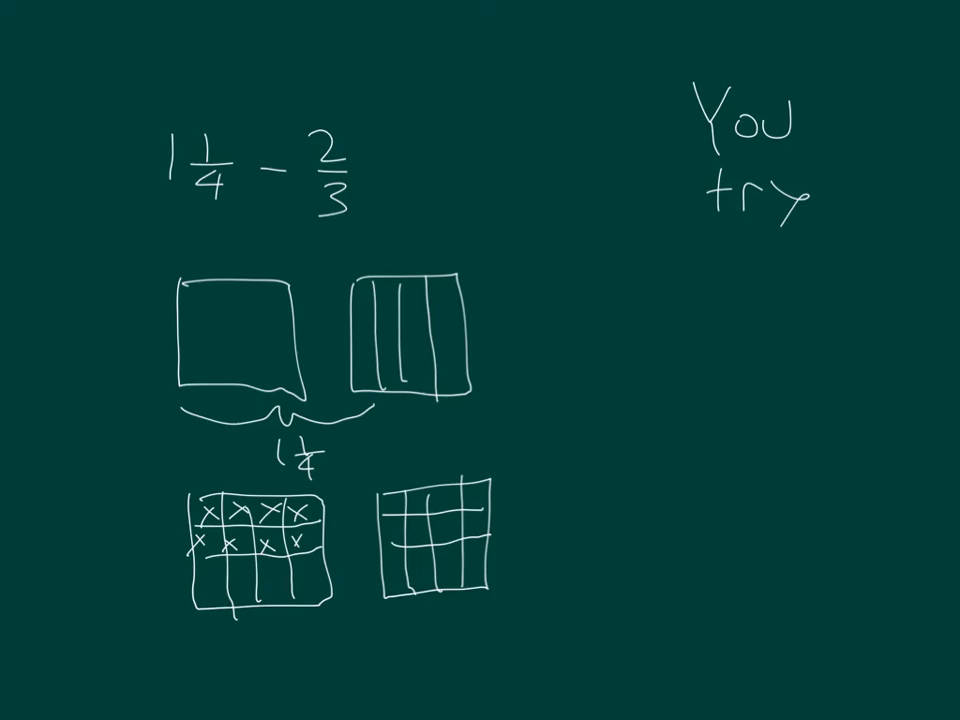 1 1/4 - 2/3
You
try
1 1/4
x x x x
x x x x